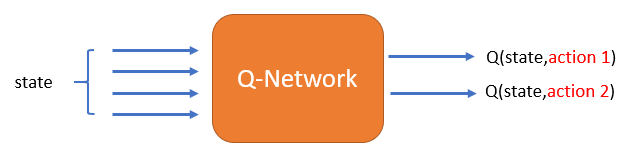 state
Q-Network
Q(state,action 1)
Q(state,action 2)